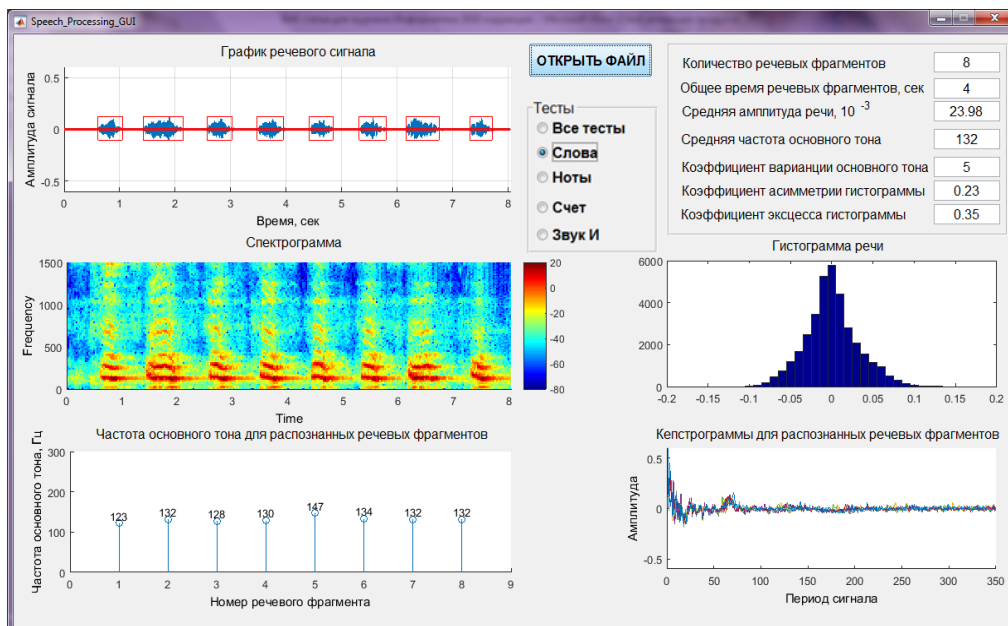 Speech_Processing_GUI
График речевого сигнала
Амплитуда сигнала
0.5
0
-0.5
0 1 2 3 4 5 6 7 8
Время, сек
ОТКРЫТЬ ФАЙЛ
Тесты
Все тесты
Слова
Ноты
Счет
Звук И
Количество речевых фрагментов 8
Общее время речевых фрагментов, сек 4
Средняя амплитуда речи, 10 -3 23.98
Средняя частота основного тона 132
Коэффициент вариации основного тона 5
Коэффициент асимметрии гистограммы 0.23
Коэффициент эксцесса гистограммы 0.35
Спектрограмма
Frequency
1500
1000
500
0
0 1 2 3 4 5 6 7 8
Time
20
0
-20
-40
-60
-80
Гистограмма речи
6000
4000
2000
0
-0.2 -0.15 -0.1 -0.05 0 0.05 0.1 0.15 0.2
Частота основного тона для распознанных речевых фрагментов
Частота основного тона, Гц
300
200
100
0
123 132 128 130 147 134 132 132
0 1 2 3 4 5 6 7 8 9
Номер речевого фрагмента
Кепстрограммы для распознанных речевых фрагментов
Амплитуда
0.5
0
-0.5
0 50 100 150 200 250 300 350
Период сигнала